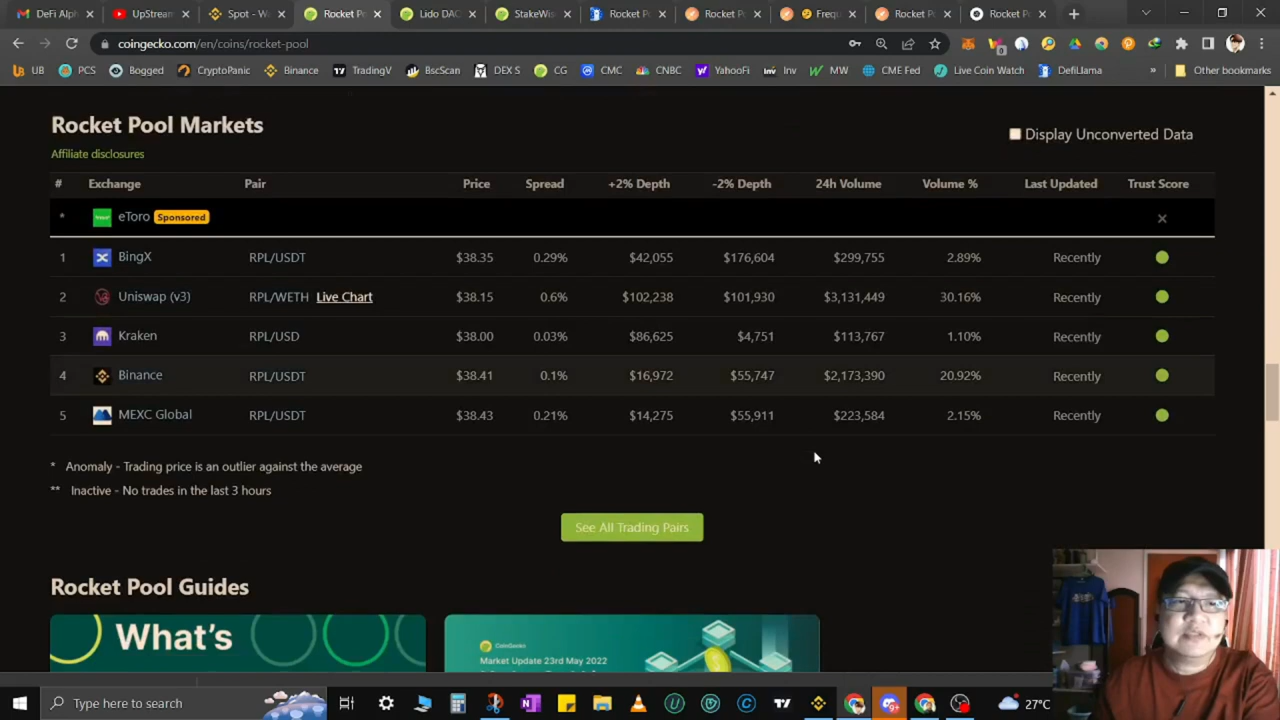 DeFi Alph
UpStream
Spot - W
Rocket Po
Lido DAC
StakeWis
Rocket P
Rocket P
Frequ
Rocket P
Rocket P
coingecko.com/en/coins/rocket-pool
UB
PCS
Bogged
CryptoPanic
Binance
TradingV
BscScan
DEX S
CG
CMC
CNBC
YahooFi
Inv
MW
CME Fed
Live Coin Watch
DefiLlama
»
Other bookmarks
Rocket Pool Markets
Display Unconverted Data
Affiliate disclosures
# Exchange Pair Price Spread +2% Depth -2% Depth 24h Volume Volume % Last Updated Trust Score
* eToro Sponsored
1 BingX RPL/USDT $38.35 0.29% $42,055 $176,604 $299,755 2.89% Recently
2 Uniswap (v3) RPL/WETH Live Chart $38.15 0.6% $102,238 $101,930 $3,131,449 30.16% Recently
3 Kraken RPL/USD $38.00 0.03% $86,625 $4,751 $113,767 1.10% Recently
4 Binance RPL/USDT $38.41 0.1% $16,972 $55,747 $2,173,390 20.92% Recently
5 MEXC Global RPL/USDT $38.43 0.21% $14,275 $55,911 $223,584 2.15% Recently
* Anomaly - Trading price is an outlier against the average
** Inactive - No trades in the last 3 hours
See All Trading Pairs
Rocket Pool Guides
What's
CoinGecko
Market Update 23rd May 2022
Type here to search
27°C